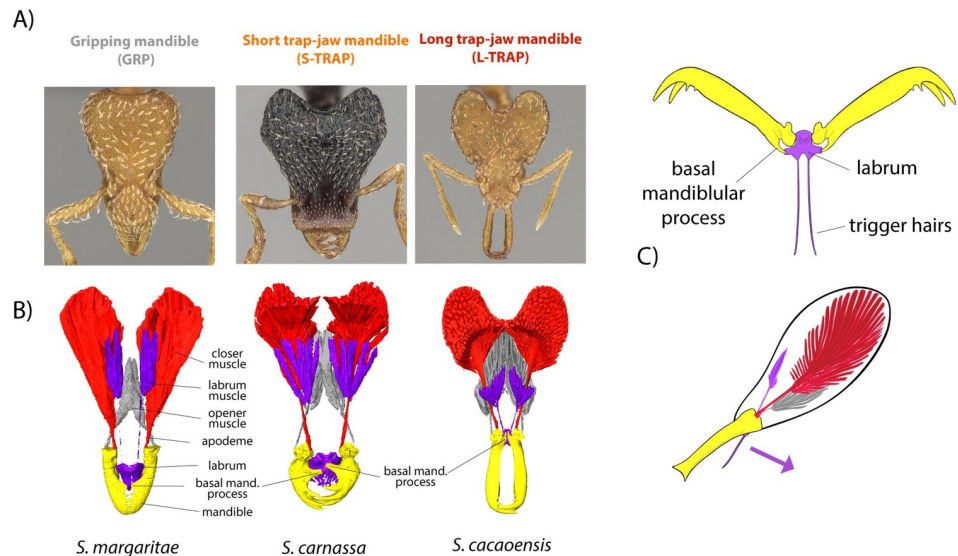 A)
Gripping mandible
(GRP)
Short trap-jaw mandible
(S-TRAP)
Long trap-jaw mandible
(L-TRAP)
basal
mandiblular
process
labrum
trigger hairs
B)
closer
muscle
labrum
muscle
opener
muscle
apodeme
labrum
basal mand.
process
mandible
basal mand.
process
S. margaritae
S. carnassa
S. cacaoensis
C)